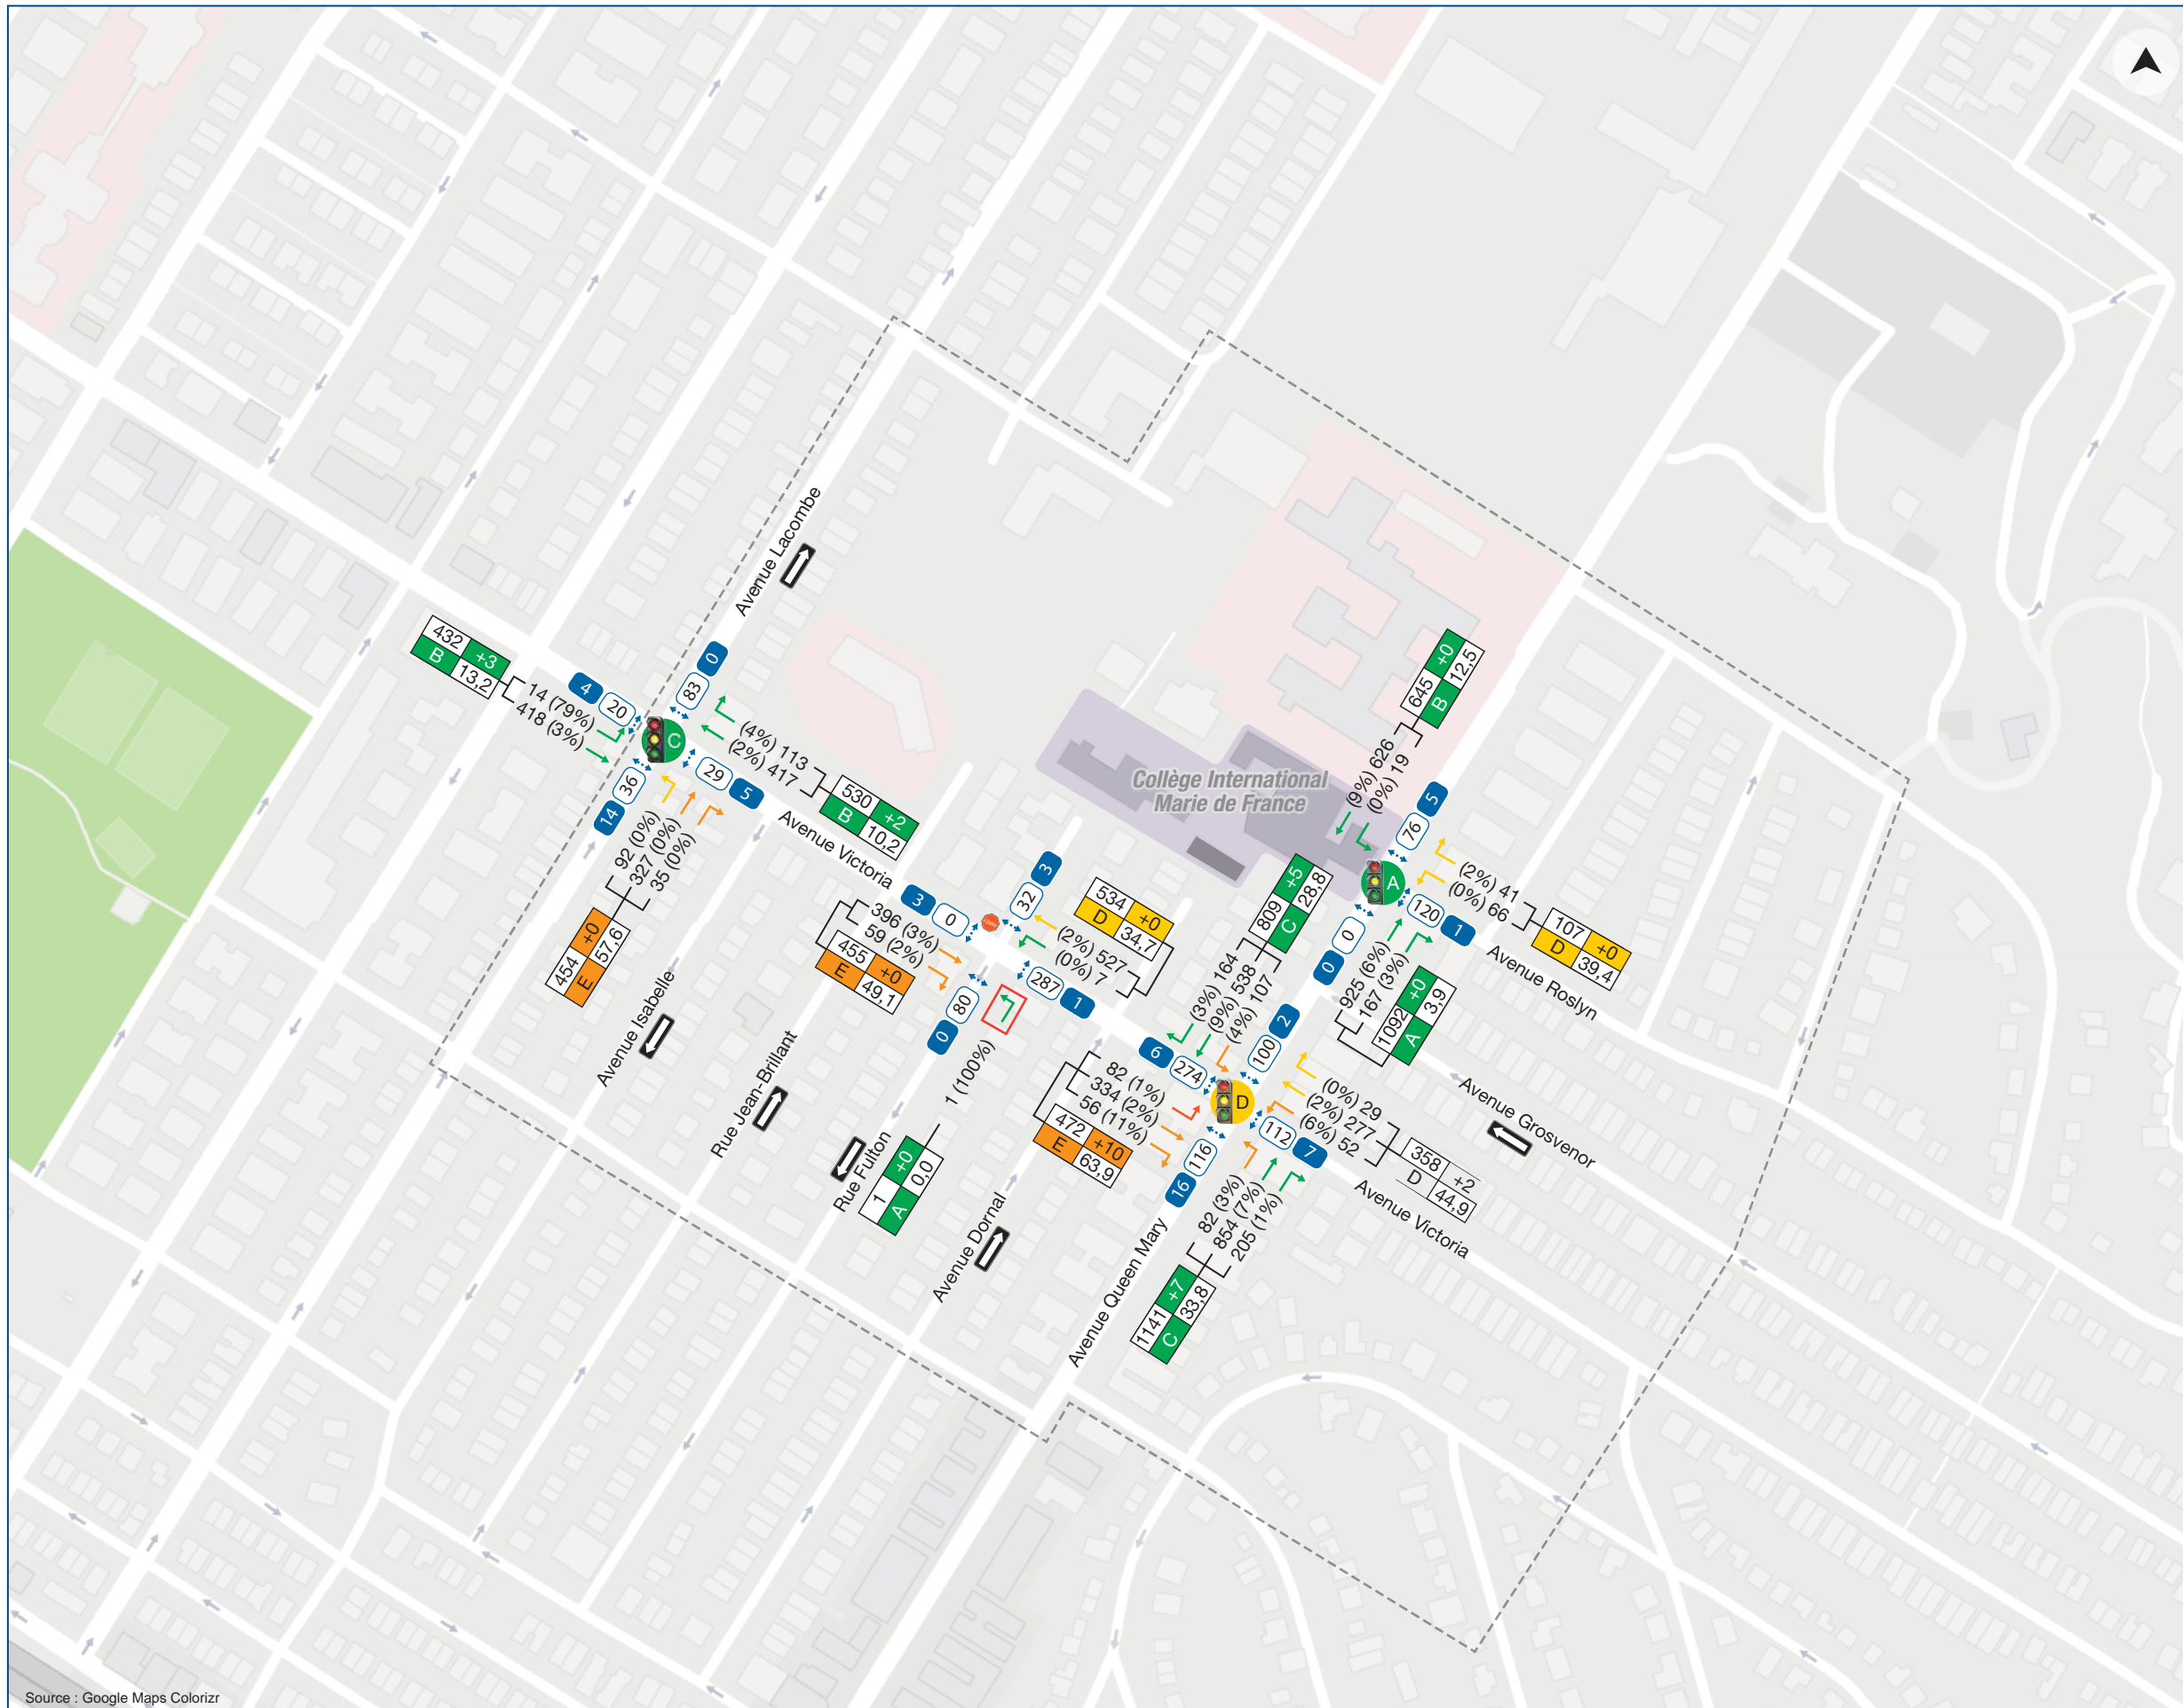 Avenue Lacombe
432 +3
B 13,2
14 (79%)
418 (3%)
4
20
0
83
C
36
14
29
5
(4%) 113
(2%) 417
530 +2
B 10,2
92 (0%)
327 (0%)
35 (0%)
454 +0
E 57,6
Avenue Victoria
Avenue Isabelle
Rue Jean-Brillant
Rue Fulton
Avenue Dornal
3
0
3
32
396 (3%)
59 (2%)
455 +0
E 49,1
534 +0
D 34,7
(2%) 527
(0%) 7
287
1
80
0
1 (100%)
1 +0
A 0,0
Collège International
Marie de France
645 +0
B 12,5
(9%) 626
(0%) 19
5
76
A
(2%) 41
(0%) 66
107 +0
D 39,4
120
1
0
0
925 (6%)
167 (3%)
1092 +0
A 3,9
Avenue Roslyn
Avenue Grosvenor
809 +5
C 28,8
(3%) 164
(9%) 538
(4%) 107
2
100
6
274
D
82 (1%)
334 (2%)
56 (11%)
472 +10
E 63,9
(0%) 29
(2%) 277
(6%) 52
358 +2
D 44,9
112
7
116
16
82 (3%)
854 (7%)
205 (1%)
1141 +7
C 33,8
Avenue Queen Mary
Avenue Victoria
Source : Google Maps Colorizr